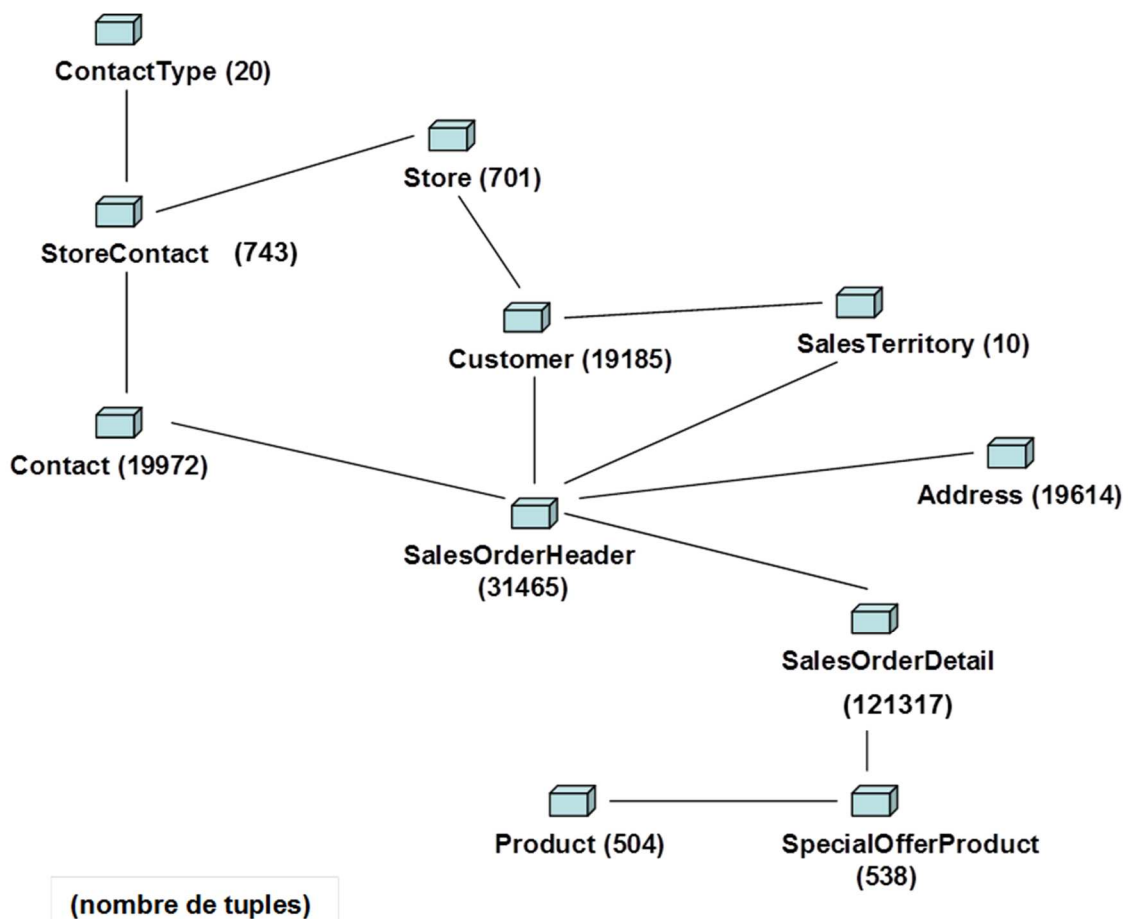 ContactType (20)
Store (701)
StoreContact (743)
SalesTerritory (10)
Customer (19185)
Contact (19972)
Address (19614)
SalesOrderHeader
(31465)
SalesOrderDetail
(121317)
Product (504)
SpecialOfferProduct
(538)
(nombre de tuples)